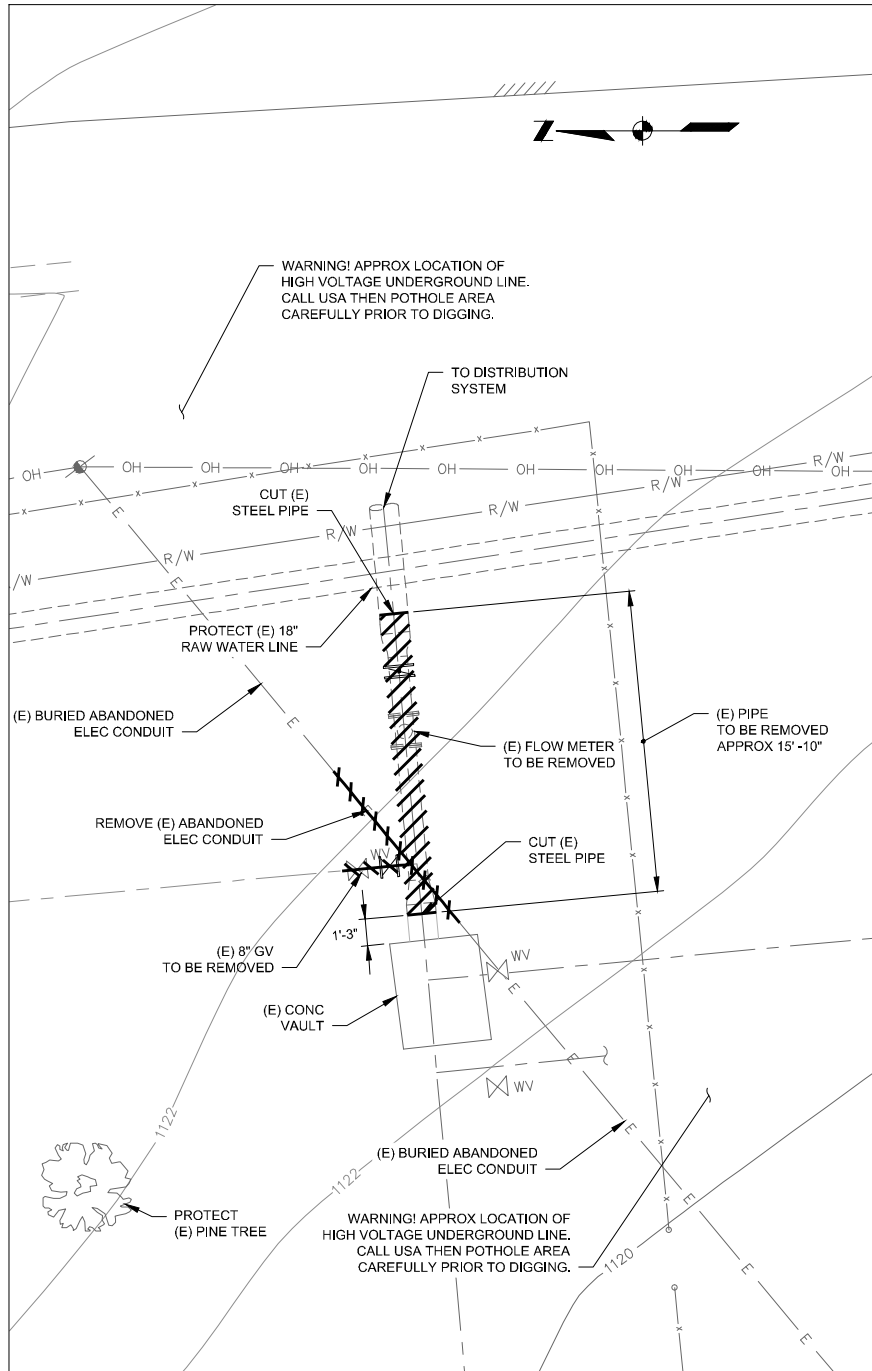 N
WARNING! APPROX LOCATION OF
HIGH VOLTAGE UNDERGROUND LINE.
CALL USA THEN POTHOLE AREA
CAREFULLY PRIOR TO DIGGING.
TO DISTRIBUTION
SYSTEM
OH
OH
OH
OH
OH
OH
OH
OH
OH
OH
OH
CUT (E)
STEEL PIPE
R/W
R/W
R/W
R/W
R/W
/W
E
E
E
PROTECT (E) 18"
RAW WATER LINE
(E) BURIED ABANDONED
ELEC CONDUIT
(E) FLOW METER
TO BE REMOVED
(E) PIPE
TO BE REMOVED
APPROX 15' -10"
REMOVE (E) ABANDONED
ELEC CONDUIT
WV
CUT (E)
STEEL PIPE
1'-3"
(E) 8" GV
TO BE REMOVED
WV
(E) CONC
VAULT
E
E
WV
E
E
E
E
1122
1122
1120
(E) BURIED ABANDONED
ELEC CONDUIT
PROTECT
(E) PINE TREE
WARNING! APPROX LOCATION OF
HIGH VOLTAGE UNDERGROUND LINE.
CALL USA THEN POTHOLE AREA
CAREFULLY PRIOR TO DIGGING.